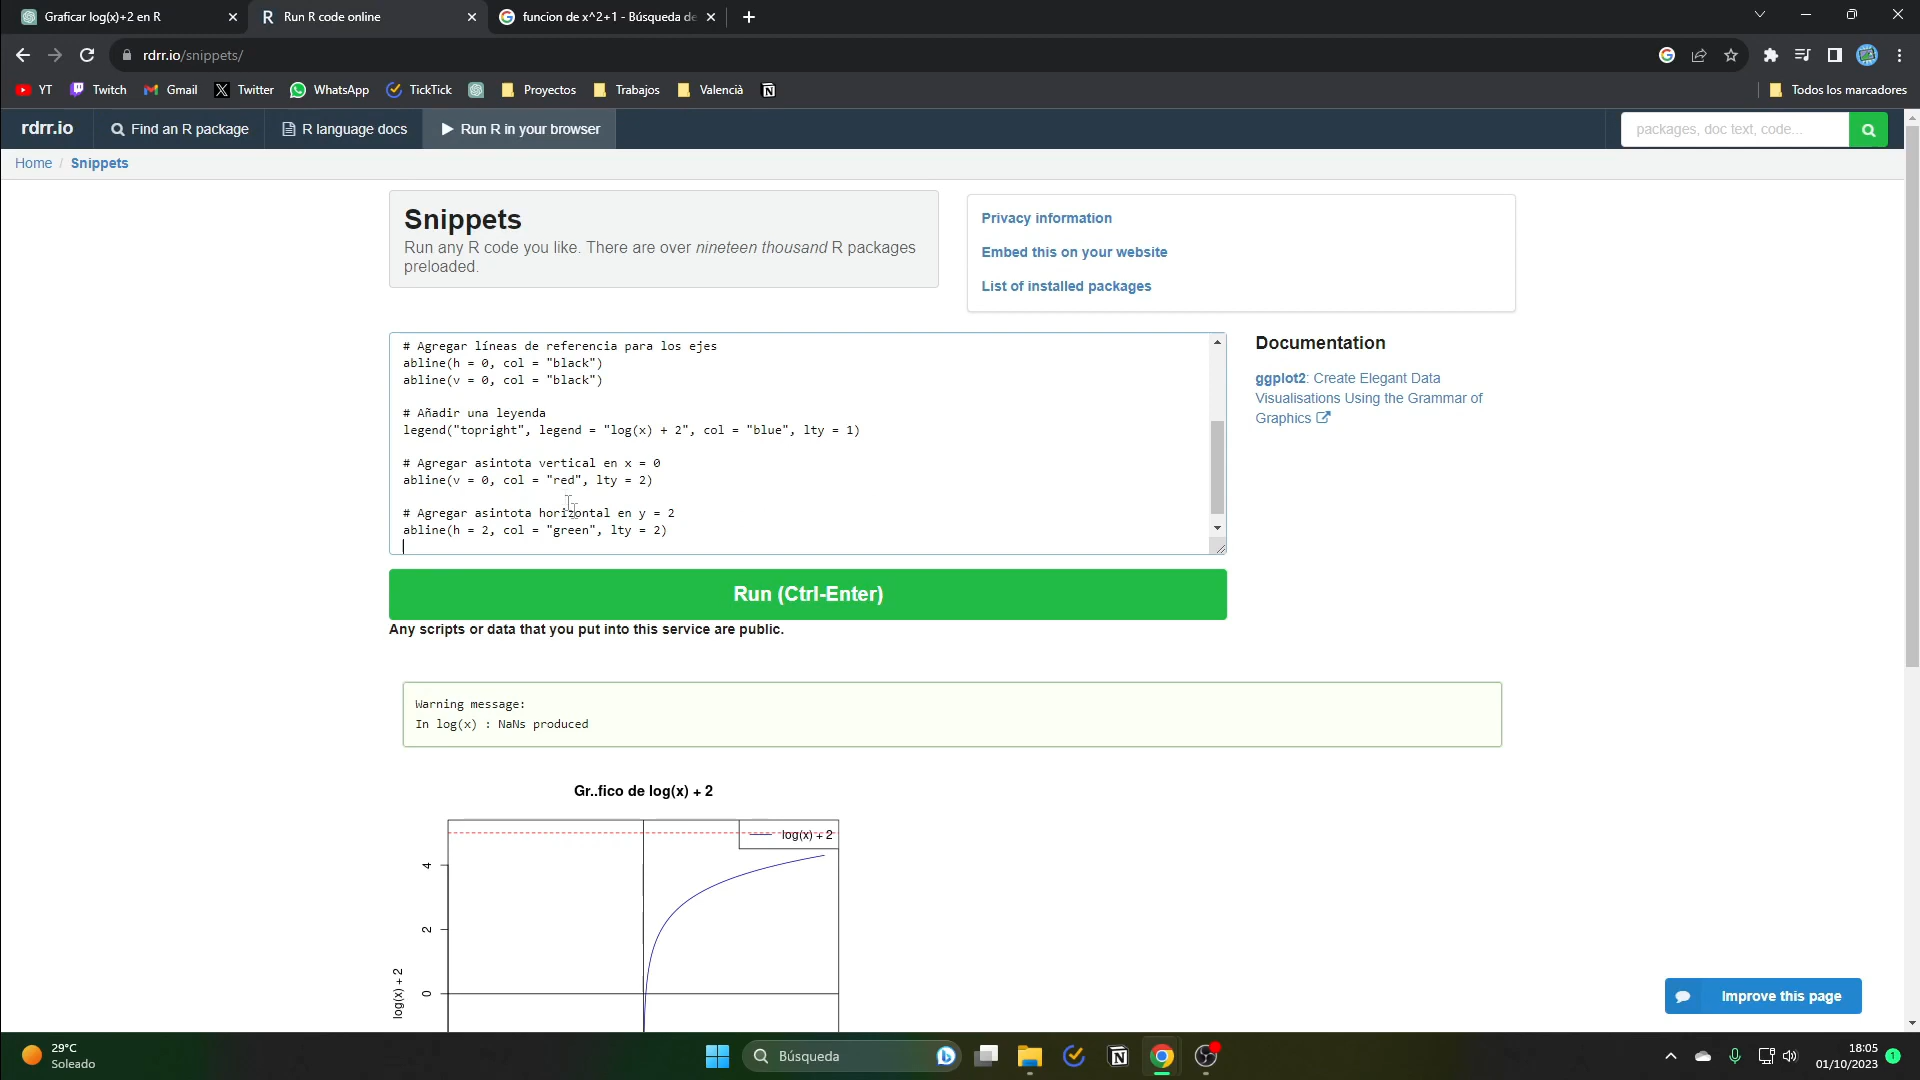 Graficar log(x)+2 en R
Run R code online
funcion de x^2+1 - Búsqueda de
rdrr.io/snippets/
YT
Twitch
Gmail
Twitter
WhatsApp
TickTick
Proyectos
Trabajos
Valencià
Todos los marcadores
rdrr.io
Find an R package
R language docs
Run R in your browser
packages, doc text, code...
Home / Snippets
Snippets
Run any R code you like. There are over nineteen thousand R packages
preloaded.
Privacy information
Embed this on your website
List of installed packages
# Agregar líneas de referencia para los ejes
abline(h = 0, col = "black")
abline(v = 0, col = "black")
# Añadir una leyenda
legend("topright", legend = "log(x) + 2", col = "blue", lty = 1)
# Agregar asintota vertical en x = 0
abline(v = 0, col = "red", lty = 2)
# Agregar asintota horizontal en y = 2
abline(h = 2, col = "green", lty = 2)
Documentation
ggplot2: Create Elegant Data
Visualisations Using the Grammar of
Graphics
Run (Ctrl-Enter)
Any scripts or data that you put into this service are public.
Warning message:
In log(x) : NaNs produced
Gr..fico de log(x) + 2
log(x) + 2
4
2
0
log(x) + 2
Improve this page
29°C
Soleado
Búsqueda
18:05
01/10/2023
1